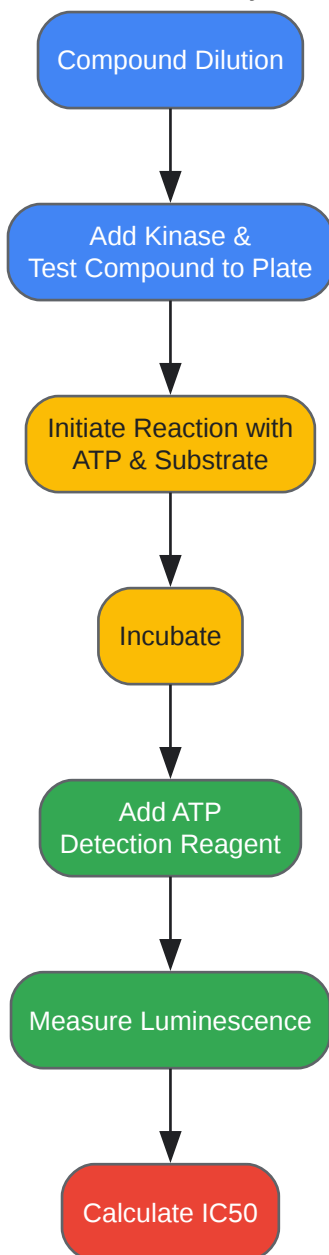 Compound Dilution
Add Kinase &
Test Compound to Plate
Initiate Reaction with
ATP & Substrate
Incubate
Add ATP
Detection Reagent
Measure Luminescence
Calculate IC50